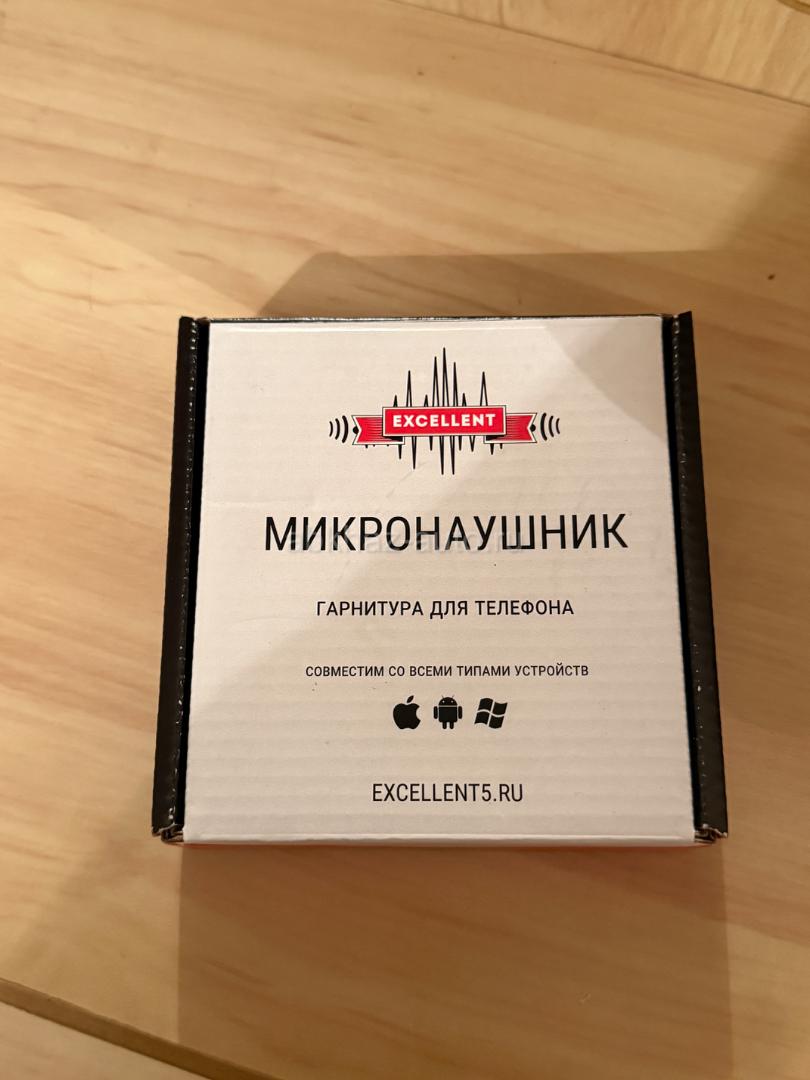 EXCELLENT
МИКРОНАУШНИК
ГАРНИТУРА ДЛЯ ТЕЛЕФОНА
СОВМЕСТИМ СО ВСЕМИ ТИПАМИ УСТРОЙСТВ
EXCELLENT5.RU